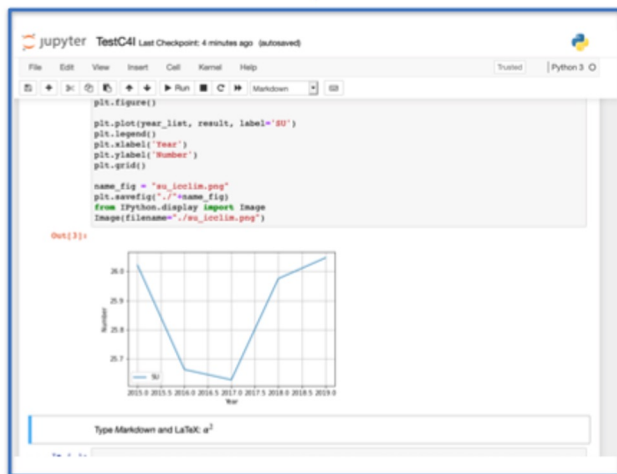 jupyter TestC4I Last Checkpoint: 4 minutes ago (autosaved)
File Edit View Insert Cell Kernel Help Trusted Python 3
Run Markdown
plt.figure()
plt.plot(year_list, result, label='SU')
plt.legend()
plt.xlabel('Year')
plt.ylabel('Number')
plt.grid()
name_fig = "su_icclim.png"
plt.savefig("./"+name_fig)
from IPython.display import Image
Image(filename="./su_icclim.png")
Out[3]:
26.0
25.9
25.8
25.7
Number
SU
2015.0 2015.5 2016.0 2016.5 2017.0 2017.5 2018.0 2018.5 2019.0
Year
Type Markdown and LaTeX: α²